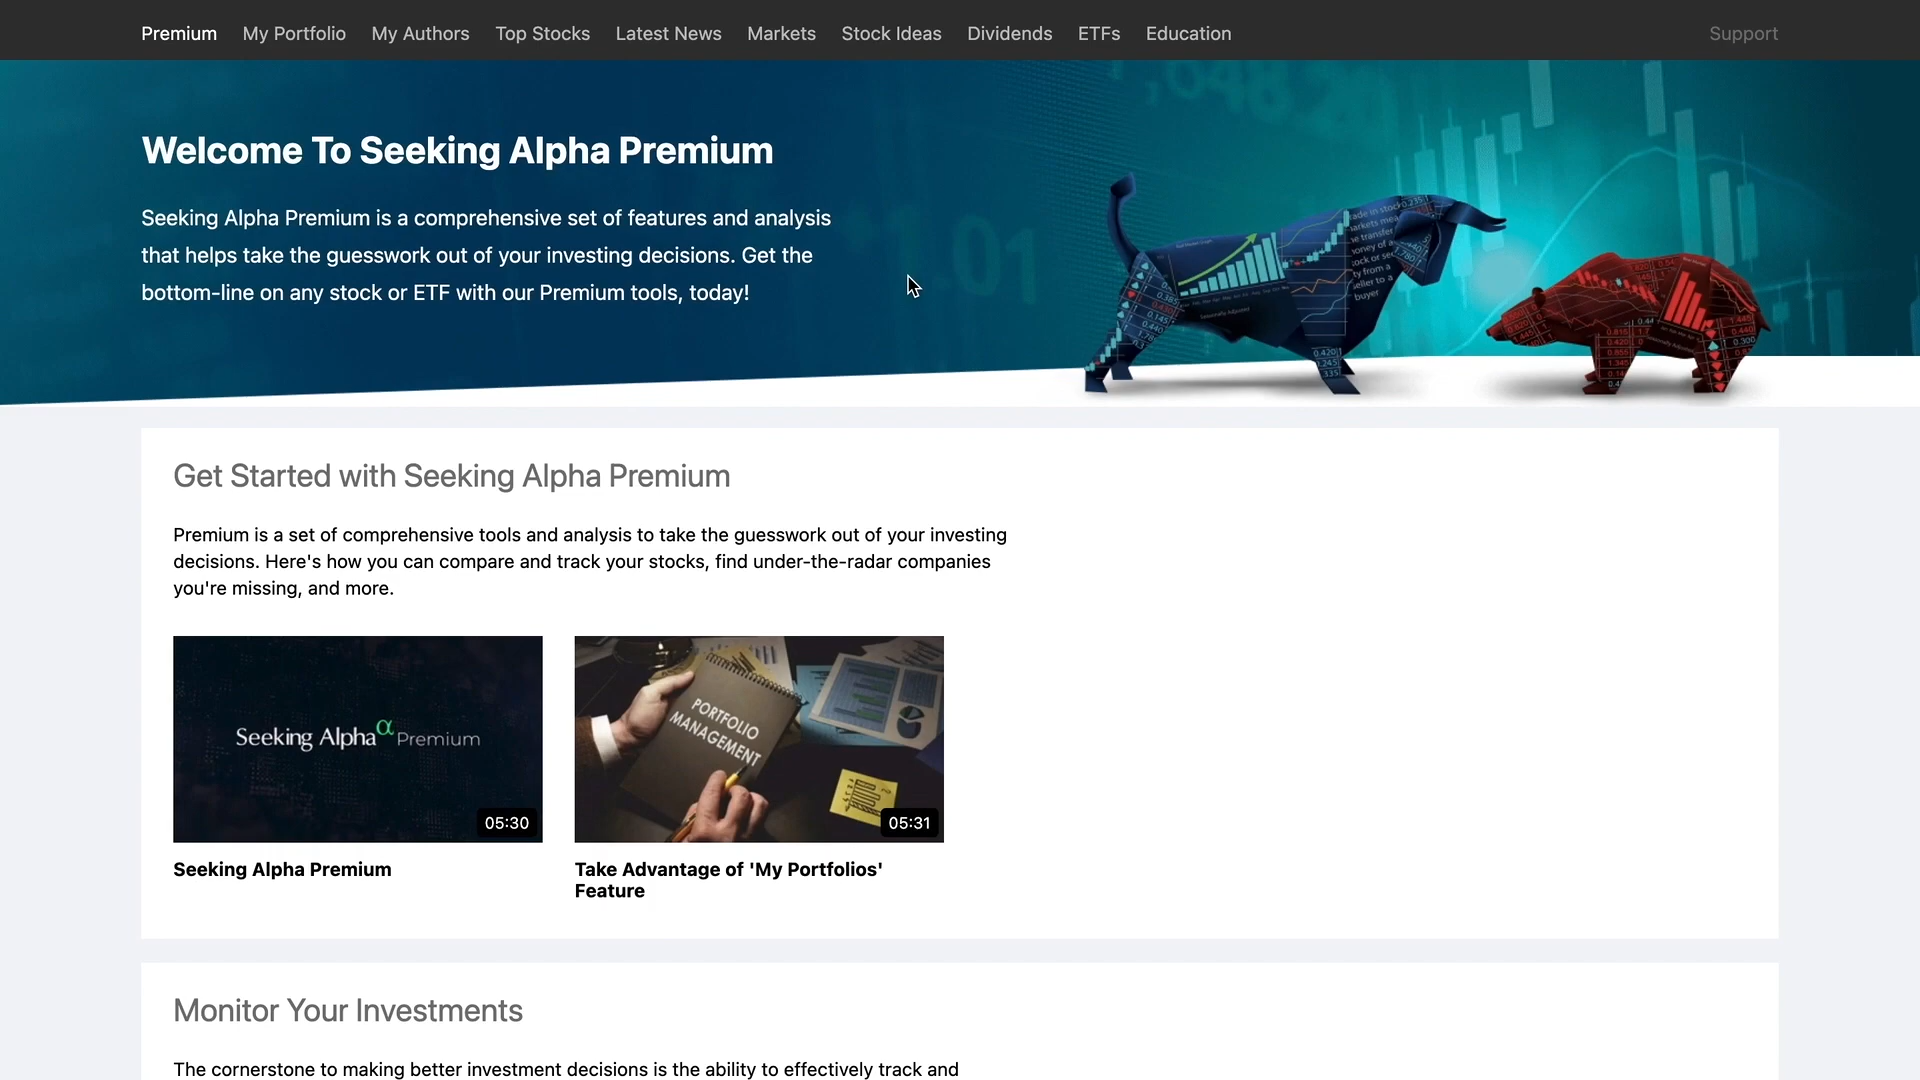 Premium My Portfolio My Authors Top Stocks Latest News Markets Stock Ideas Dividends ETFs Education Support
Welcome To Seeking Alpha Premium
Seeking Alpha Premium is a comprehensive set of features and analysis
that helps take the guesswork out of your investing decisions. Get the
bottom-line on any stock or ETF with our Premium tools, today!
Get Started with Seeking Alpha Premium
Premium is a set of comprehensive tools and analysis to take the guesswork out of your investing
decisions. Here's how you can compare and track your stocks, find under-the-radar companies
you're missing, and more.
Seeking Alphaα Premium
05:30
PORTFOLIO
MANAGEMENT
05:31
Seeking Alpha Premium
Take Advantage of 'My Portfolios'
Feature
Monitor Your Investments
The cornerstone to making better investment decisions is the ability to effectively track and